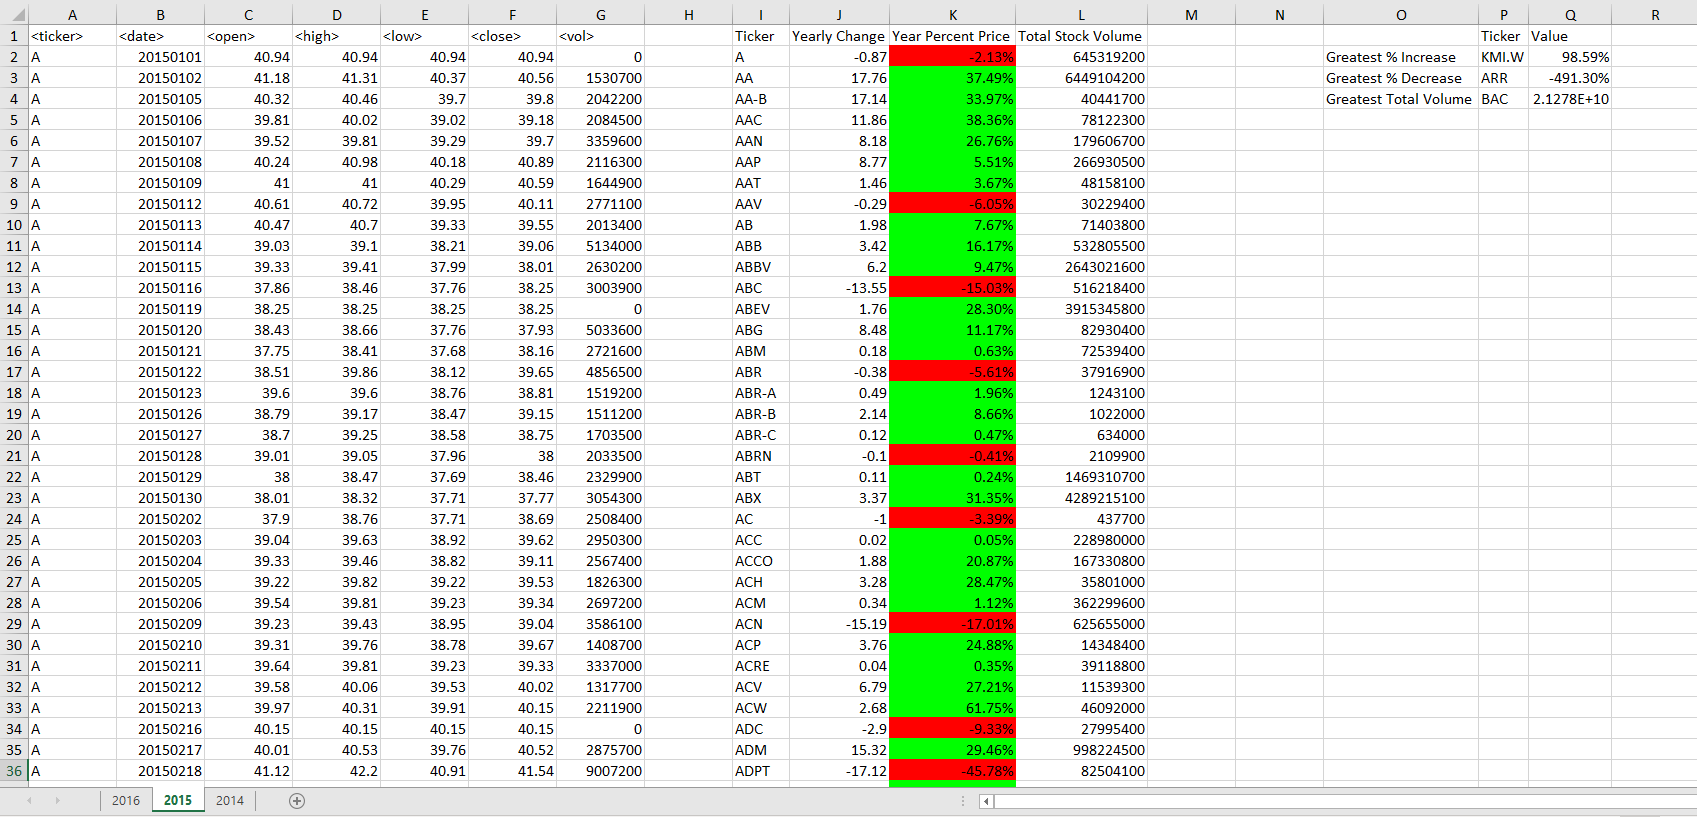 A B C D E F G H I J K L M N O P Q R
1 <ticker> <date> <open> <high> <low> <close> <vol> Ticker Yearly Change Year Percent Price Total Stock Volume Ticker Value
2 A 20150101 40.94 40.94 40.94 40.94 0 A -0.87 -2.13% 645319200 Greatest % Increase KMI.W 98.59%
3 A 20150102 41.18 41.31 40.37 40.56 1530700 AA 17.76 37.49% 6449104200 Greatest % Decrease ARR -491.30%
4 A 20150105 40.32 40.46 39.7 39.8 2042200 AA-B 17.14 33.97% 40441700 Greatest Total Volume BAC 2.1278E+10
5 A 20150106 39.81 40.02 39.02 39.18 2084500 AAC 11.86 38.36% 78122300
6 A 20150107 39.52 39.81 39.29 39.7 3359600 AAN 8.18 26.76% 179606700
7 A 20150108 40.24 40.98 40.18 40.89 2116300 AAP 8.77 5.51% 266930500
8 A 20150109 41 41 40.29 40.59 1644900 AAT 1.46 3.67% 48158100
9 A 20150112 40.61 40.72 39.95 40.11 2771100 AAV -0.29 -6.05% 30229400
10 A 20150113 40.47 40.7 39.33 39.55 2013400 AB 1.98 7.67% 71403800
11 A 20150114 39.03 39.1 38.21 39.06 5134000 ABB 3.42 16.17% 532805500
12 A 20150115 39.33 39.41 37.99 38.01 2630200 ABBV 6.2 9.47% 2643021600
13 A 20150116 37.86 38.46 37.76 38.25 3003900 ABC -13.55 -15.03% 516218400
14 A 20150119 38.25 38.25 38.25 38.25 0 ABEV 1.76 28.30% 3915345800
15 A 20150120 38.43 38.66 37.76 37.93 5033600 ABG 8.48 11.17% 82930400
16 A 20150121 37.75 38.41 37.68 38.16 2721600 ABM 0.18 0.63% 72539400
17 A 20150122 38.51 39.86 38.12 39.65 4856500 ABR -0.38 -5.61% 37916900
18 A 20150123 39.6 39.6 38.76 38.81 1519200 ABR-A 0.49 1.96% 1243100
19 A 20150126 38.79 39.17 38.47 39.15 1511200 ABR-B 2.14 8.66% 1022000
20 A 20150127 38.7 39.25 38.58 38.75 1703500 ABR-C 0.12 0.47% 634000
21 A 20150128 39.01 39.05 37.96 38 2033500 ABRN -0.1 -0.41% 2109900
22 A 20150129 38 38.47 37.69 38.46 2329900 ABT 0.11 0.24% 1469310700
23 A 20150130 38.01 38.32 37.71 37.77 3054300 ABX 3.37 31.35% 4289215100
24 A 20150202 37.9 38.76 37.71 38.69 2508400 AC -1 -3.39% 437700
25 A 20150203 39.04 39.63 38.92 39.62 2950300 ACC 0.02 0.05% 228980000
26 A 20150204 39.33 39.46 38.82 39.11 2567400 ACCO 1.88 20.87% 167330800
27 A 20150205 39.22 39.82 39.22 39.53 1826300 ACH 3.28 28.47% 35801000
28 A 20150206 39.54 39.81 39.23 39.34 2697200 ACM 0.34 1.12% 362299600
29 A 20150209 39.23 39.43 38.95 39.04 3586100 ACN -15.19 -17.01% 625655000
30 A 20150210 39.31 39.76 38.78 39.67 1408700 ACP 3.76 24.88% 14348400
31 A 20150211 39.64 39.81 39.23 39.33 3337000 ACRE 0.04 0.35% 39118800
32 A 20150212 39.58 40.06 39.53 40.02 1317700 ACV 6.79 27.21% 11539300
33 A 20150213 39.97 40.31 39.91 40.15 2211900 ACW 2.68 61.75% 46092000
34 A 20150216 40.15 40.15 40.15 40.15 0 ADC -2.9 -9.33% 27995400
35 A 20150217 40.01 40.53 39.76 40.52 2875700 ADM 15.32 29.46% 998224500
36 A 20150218 41.12 42.2 40.91 41.54 9007200 ADPT -17.12 -45.78% 82504100
2016 2015 2014